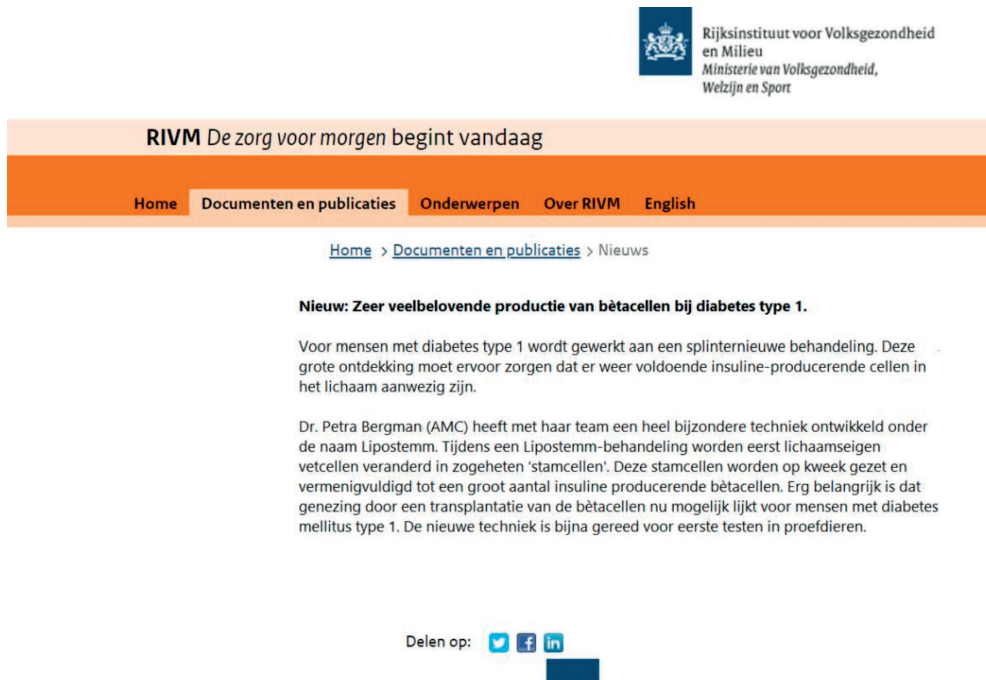 Rijksinstituut voor Volksgezondheid
en Milieu
Ministerie van Volksgezondheid,
Welzijn en Sport
RIVM De zorg voor morgen begint vandaag
Home Documenten en publicaties Onderwerpen Over RIVM English
Home > Documenten en publicaties > Nieuws
Nieuw: Zeer veelbelovende productie van bètacellen bij diabetes type 1.
Voor mensen met diabetes type 1 wordt gewerkt aan een splinternieuwe behandeling. Deze
grote ontdekking moet ervoor zorgen dat er weer voldoende insuline-producerende cellen in
het lichaam aanwezig zijn.
Dr. Petra Bergman (AMC) heeft met haar team een heel bijzondere techniek ontwikkeld onder
de naam Lipostemm. Tijdens een Lipostemm-behandeling worden eerst lichaamseigen
vetcellen veranderd in zogeheten 'stamcellen'. Deze stamcellen worden op kweek gezet en
vermenigvuldigd tot een groot aantal insuline producerende bètacellen. Erg belangrijk is dat
genezing door een transplantatie van de bètacellen nu mogelijk lijkt voor mensen met diabetes
mellitus type 1. De nieuwe techniek is bijna gereed voor eerste testen in proefdieren.
Delen op: